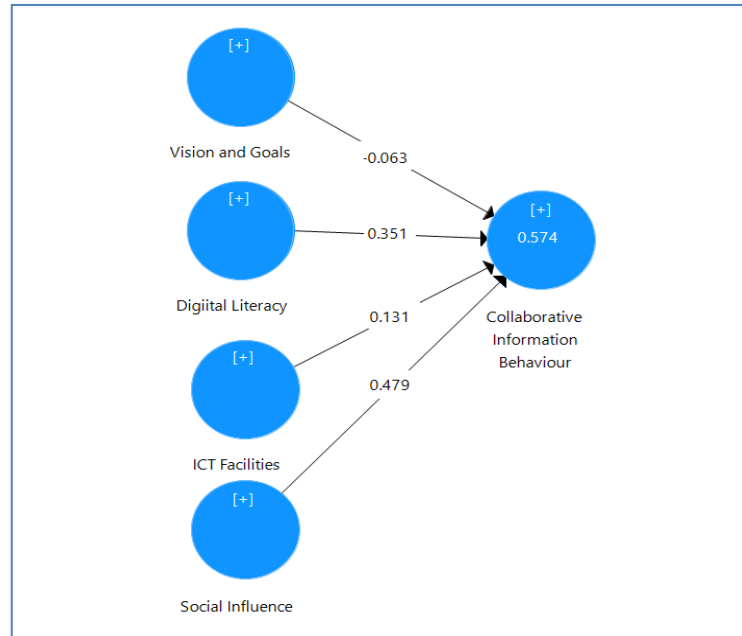 [+]
Vision and Goals
-0.063
[+]
Digiital Literacy
0.351
[+]
0.574
Collaborative
Information
Behaviour
[+]
ICT Facilities
0.131
[+]
Social Influence
0.479